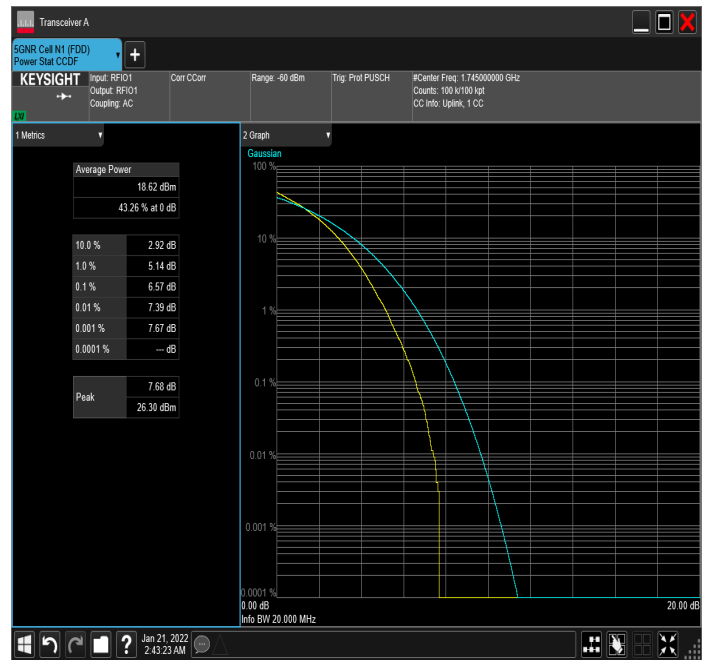 Transceiver A
5GNR Cell N1 (FDD)
Power Stat CCDF
KEYSIGHT
LXI
Input: RFIO1
Output: RFIO1
Coupling: AC
Corr CCorr
Range: -60 dBm
Trig: Prot PUSCH
#Center Freq: 1.745000000 GHz
Counts: 100 k/100 kpt
CC Info: Uplink, 1 CC
1 Metrics
Average Power
18.62 dBm
43.26 % at 0 dB
10.0 % 2.92 dB
1.0 % 5.14 dB
0.1 % 6.57 dB
0.01 % 7.39 dB
0.001 % 7.67 dB
0.0001 % --- dB
Peak
7.68 dB
26.30 dBm
2 Graph
Gaussian
100 %
10 %
1 %
0.1 %
0.01 %
0.001 %
0.0001 %
0.00 dB 20.00 dB
Info BW 20.000 MHz
?
Jan 21, 2022
2:43:23 AM